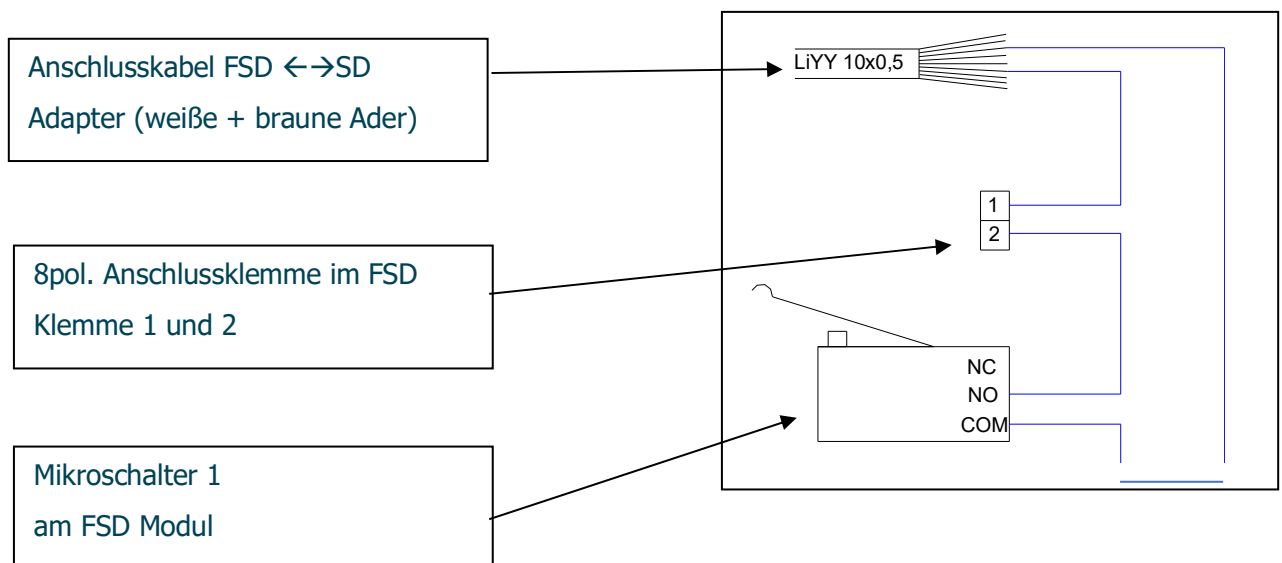 Anschlusskabel FSD ←→SD
Adapter (weiße + braune Ader)
LiYY 10x0,5
8pol. Anschlussklemme im FSD
Klemme 1 und 2
1
2
Mikroschalter 1
am FSD Modul
NC
NO
COM